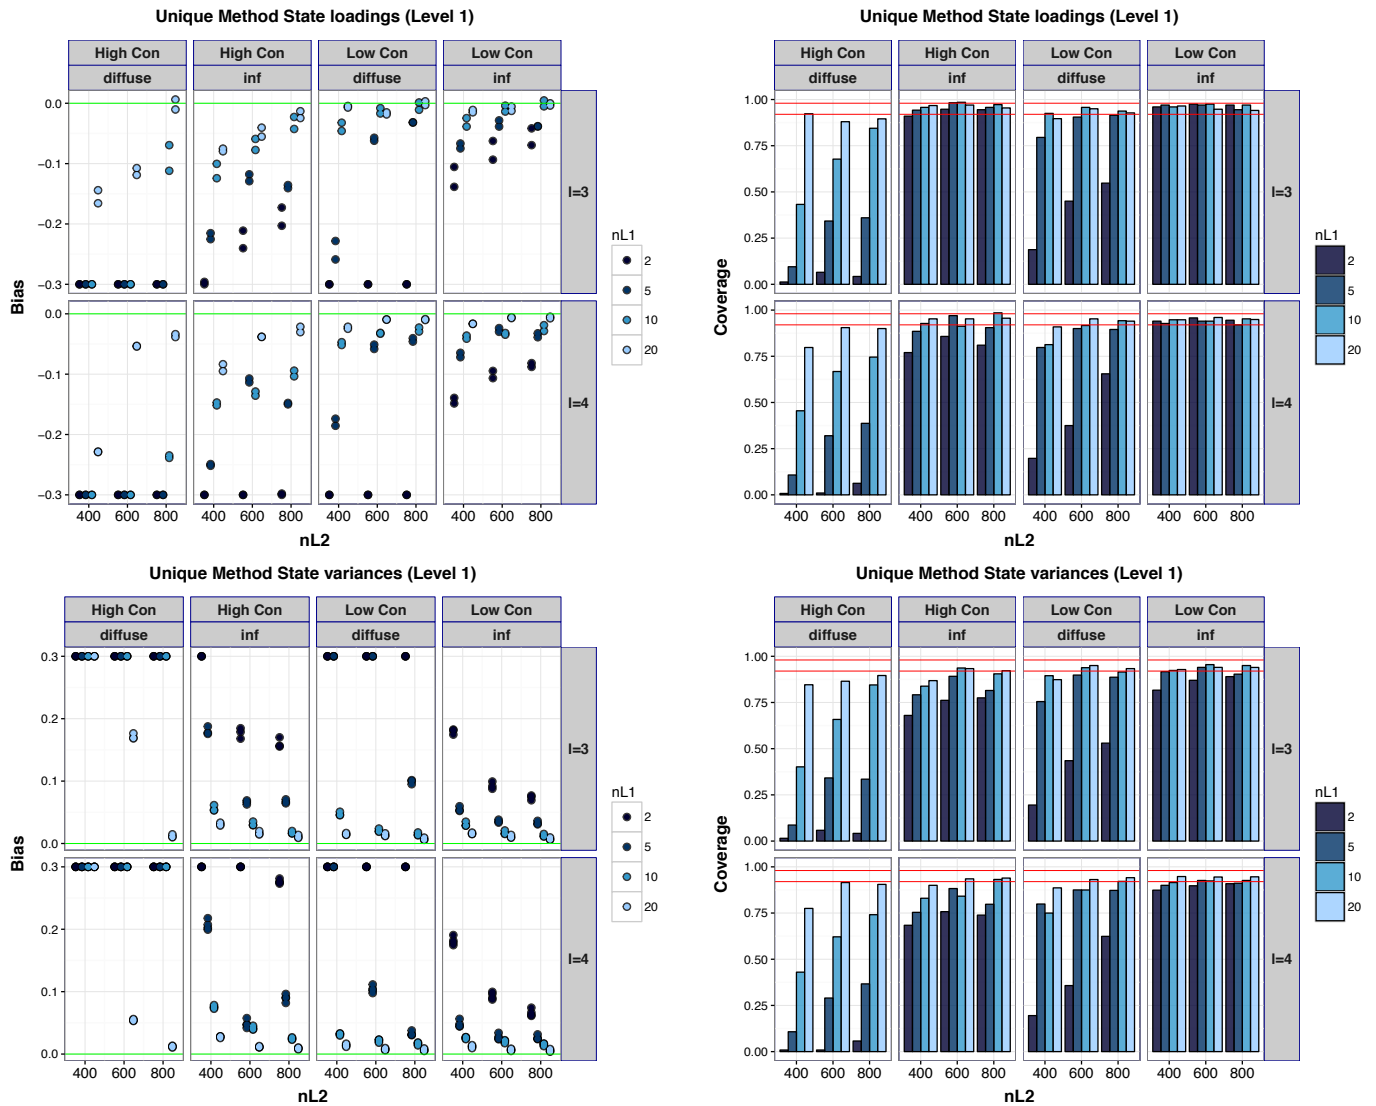 Unique Method State loadings (Level 1)
High Con High Con Low Con Low Con
diffuse inf diffuse inf
0.0
−0.1
−0.2
−0.3
l=3
0.0
−0.1
−0.2
−0.3
l=4
Bias
400 600 800 400 600 800 400 600 800 400 600 800
nL2
nL1
2
5
10
20
Unique Method State loadings (Level 1)
High Con High Con Low Con Low Con
diffuse inf diffuse inf
1.00
0.75
0.50
0.25
0.00
l=3
1.00
0.75
0.50
0.25
0.00
l=4
Coverage
400 600 800 400 600 800 400 600 800 400 600 800
nL2
nL1
2
5
10
20
Unique Method State variances (Level 1)
High Con High Con Low Con Low Con
diffuse inf diffuse inf
0.3
0.2
0.1
0.0
l=3
0.3
0.2
0.1
0.0
l=4
Bias
400 600 800 400 600 800 400 600 800 400 600 800
nL2
nL1
2
5
10
20
Unique Method State variances (Level 1)
High Con High Con Low Con Low Con
diffuse inf diffuse inf
1.00
0.75
0.50
0.25
0.00
l=3
1.00
0.75
0.50
0.25
0.00
l=4
Coverage
400 600 800 400 600 800 400 600 800 400 600 800
nL2
nL1
2
5
10
20